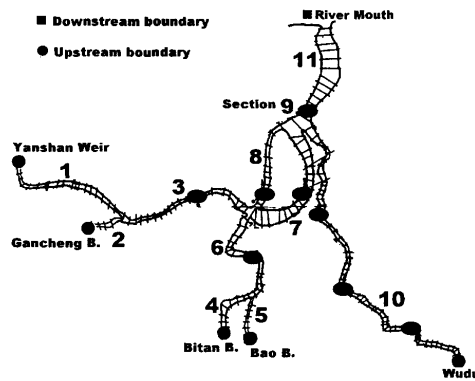 River Mouth
Downstream boundary
Upstream boundary
11
Section 9
Yanshan Weir
8
1
3
7
2
Gancheng B.
6
10
4
5
Bitan B.
Bao B.
Wudu